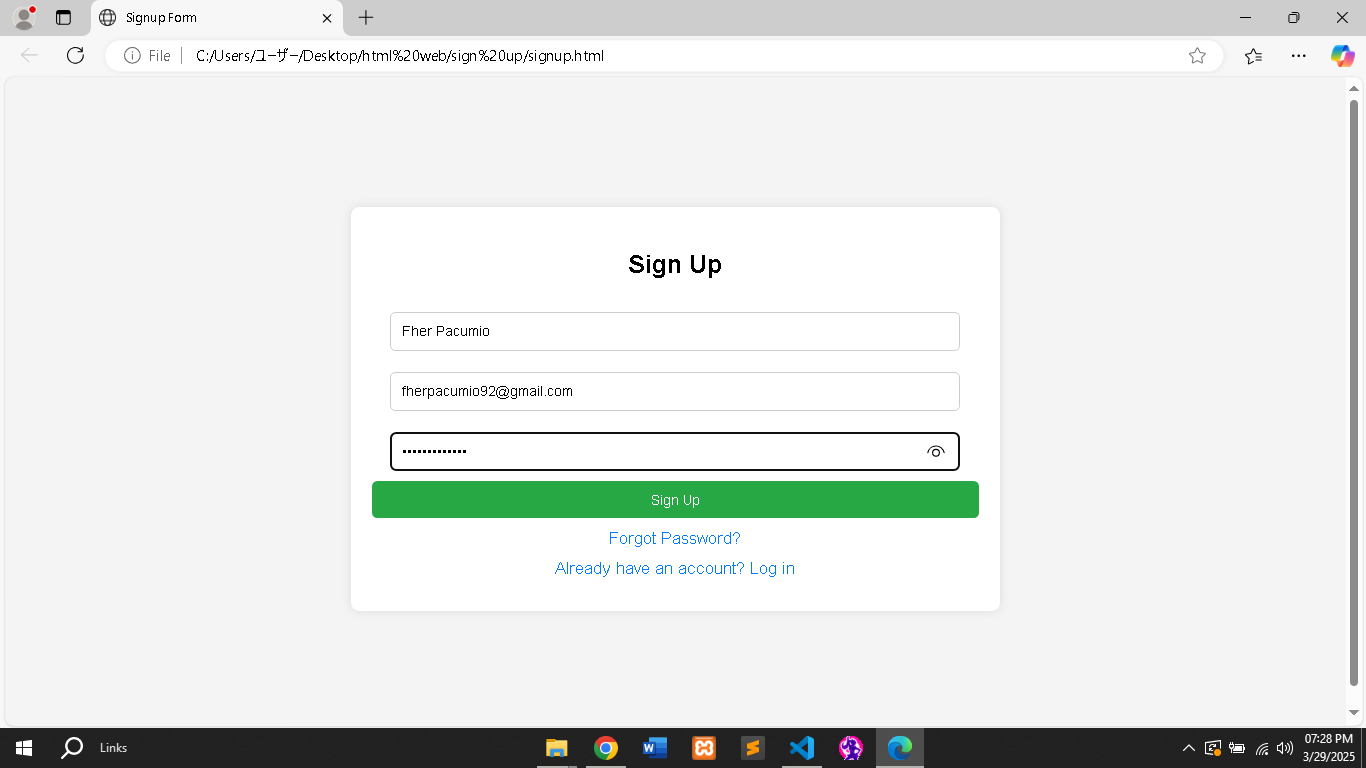 Signup Form
File
C:/Users/ユーザー/Desktop/html%20web/sign%20up/signup.html
Sign Up
Fher Pacumio
fherpacumio92@gmail.com
•••••••••••••
Sign Up
Forgot Password?
Already have an account? Log in
Links
07:28 PM
3/29/2025